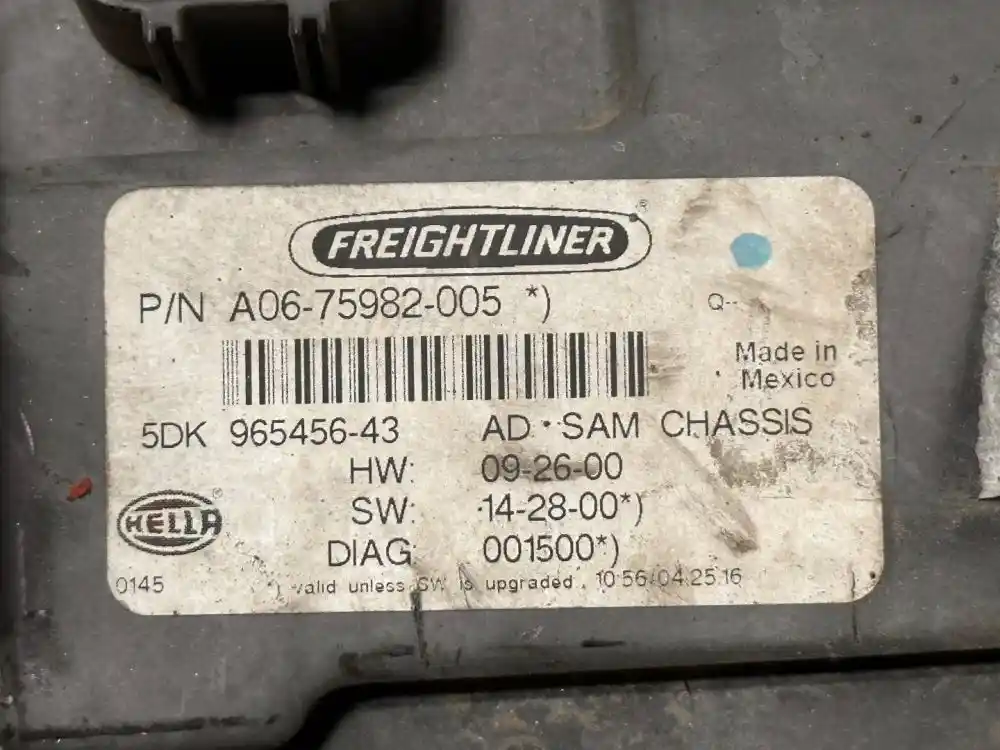 FREIGHTLINER ®
P/N A06-75982-005 *)
Q--
Made in
Mexico
5DK 965456-43 AD·SAM CHASSIS
HW: 09-26-00
SW: 14-28-00*)
HELLA ®
DIAG: 001500*)
0145 *) valid unless SW is upgraded. 10:56/04.25.16